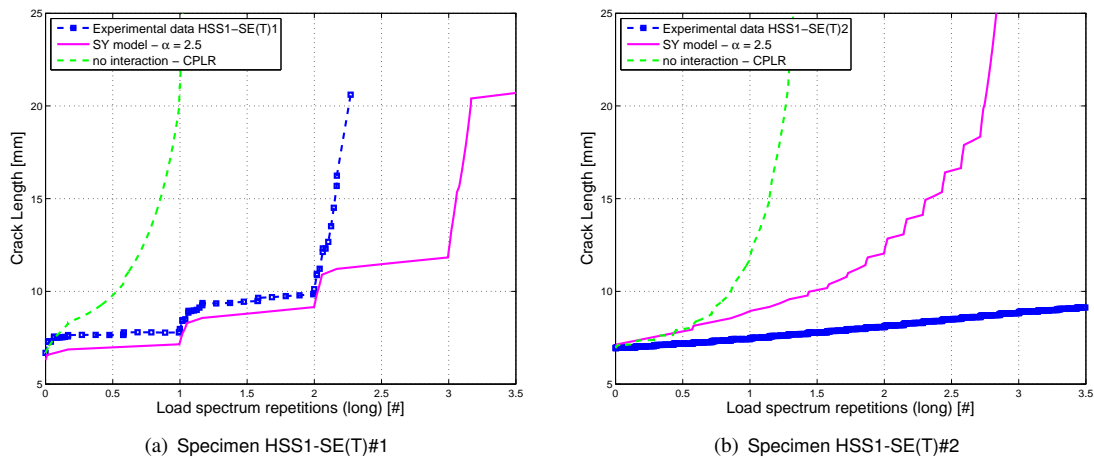 Experimental data HSS1−SE(T)1
SY model − α = 2.5
no interaction − CPLR
25
20
15
10
5
Crack Length [mm]
0
0.5
1
1.5
2
2.5
3
3.5
Load spectrum repetitions (long) [#]
(a) Specimen HSS1-SE(T)#1
Experimental data HSS1−SE(T)2
SY model − α = 2.5
no interaction − CPLR
25
20
15
10
5
Crack Length [mm]
0
0.5
1
1.5
2
2.5
3
3.5
Load spectrum repetitions (long) [#]
(b) Specimen HSS1-SE(T)#2